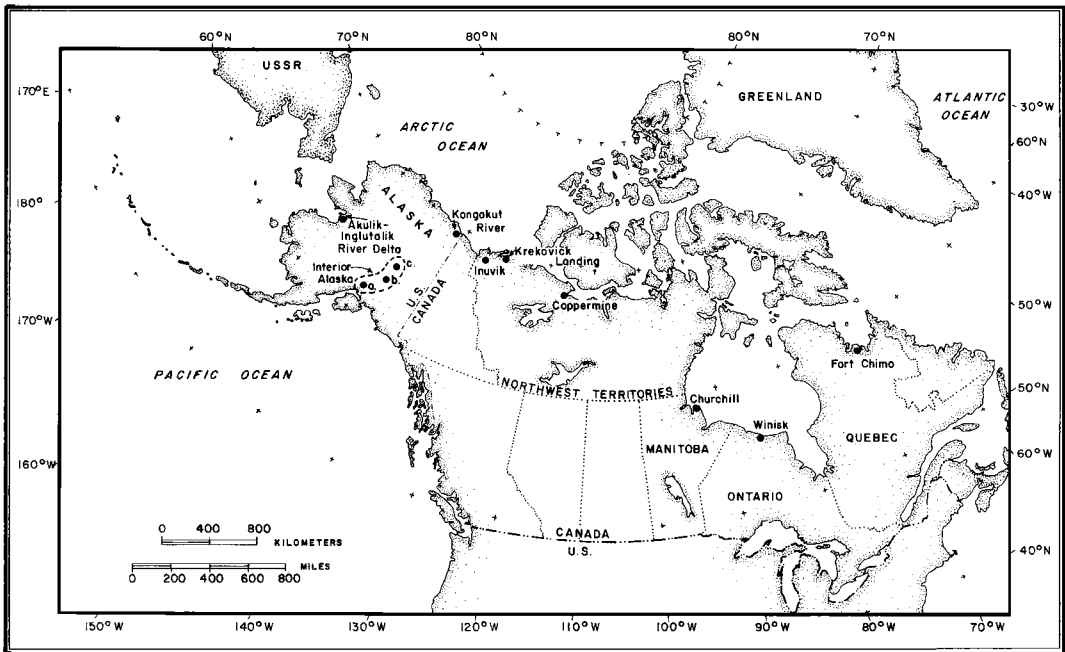 60°N 70°N 80°N 80°W 70°W
USSR
170°E
GREENLAND
ATLANTIC
OCEAN
30°W
ARCTIC
OCEAN
60°N
ALASKA
40°W
180°
Kongokut
River
Akulik-
Inglutalik
River Delta
Krekovick
Landing
Inuvik
Interior
Alaska
a.
b.
c.
U.S.
CANADA
Coppermine
50°W
170°W
Fort Chimo
PACIFIC OCEAN
NORTHWEST TERRITORIES
50°N
Churchill
Winisk
MANITOBA
QUEBEC
60°W
160°W
ONTARIO
0 400 800
KILOMETERS
CANADA
U.S.
40°N
MILES
0 200 400 600 800
150°W 140°W 130°W 120°W 110°W 100°W 90°W 80°W 70°W